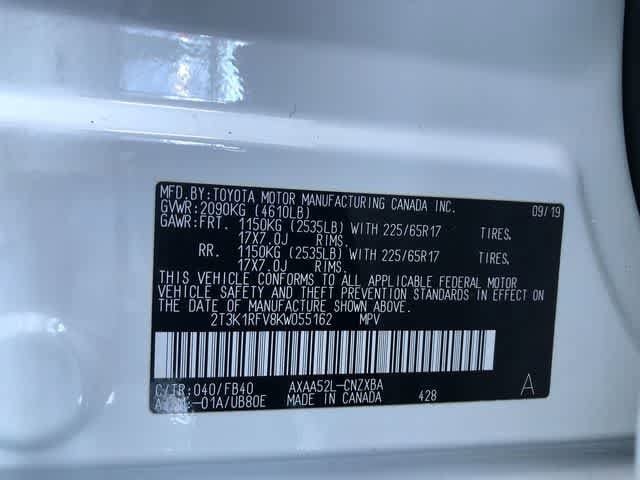 MFD.BY:TOYOTA MOTOR MANUFACTURING CANADA INC. 09/19
GVWR:2090KG (4610LB)
GAWR:FRT. 1150KG (2535LB) WITH 225/65R17 TIRES.
17X7.0J RIMS.
RR. 1150KG (2535LB) WITH 225/65R17 TIRES.
17X7.0J RIMS.
THIS VEHICLE CONFORMS TO ALL APPLICABLE FEDERAL MOTOR
VEHICLE SAFETY AND THEFT PREVENTION STANDARDS IN EFFECT ON
THE DATE OF MANUFACTURE SHOWN ABOVE.
2T3K1RFV8KW055162 MPV
C/TR:040/FB40 AXAA52L-CNZXBA A
-01A/UB80E MADE IN CANADA 428